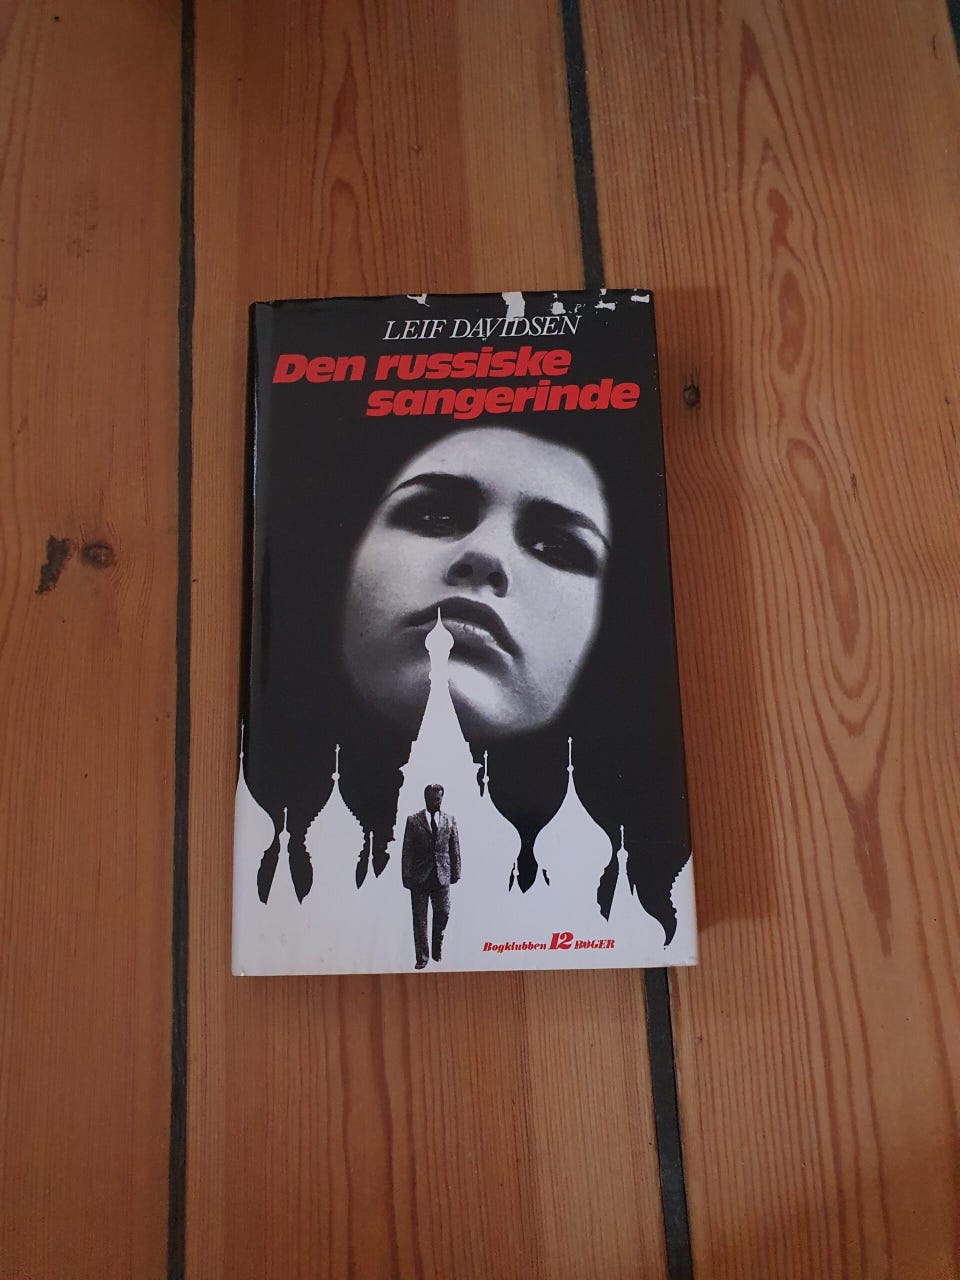 LEIF DAVIDSEN
Den russiske
sangerinde
Bogklubben 12 BØGER